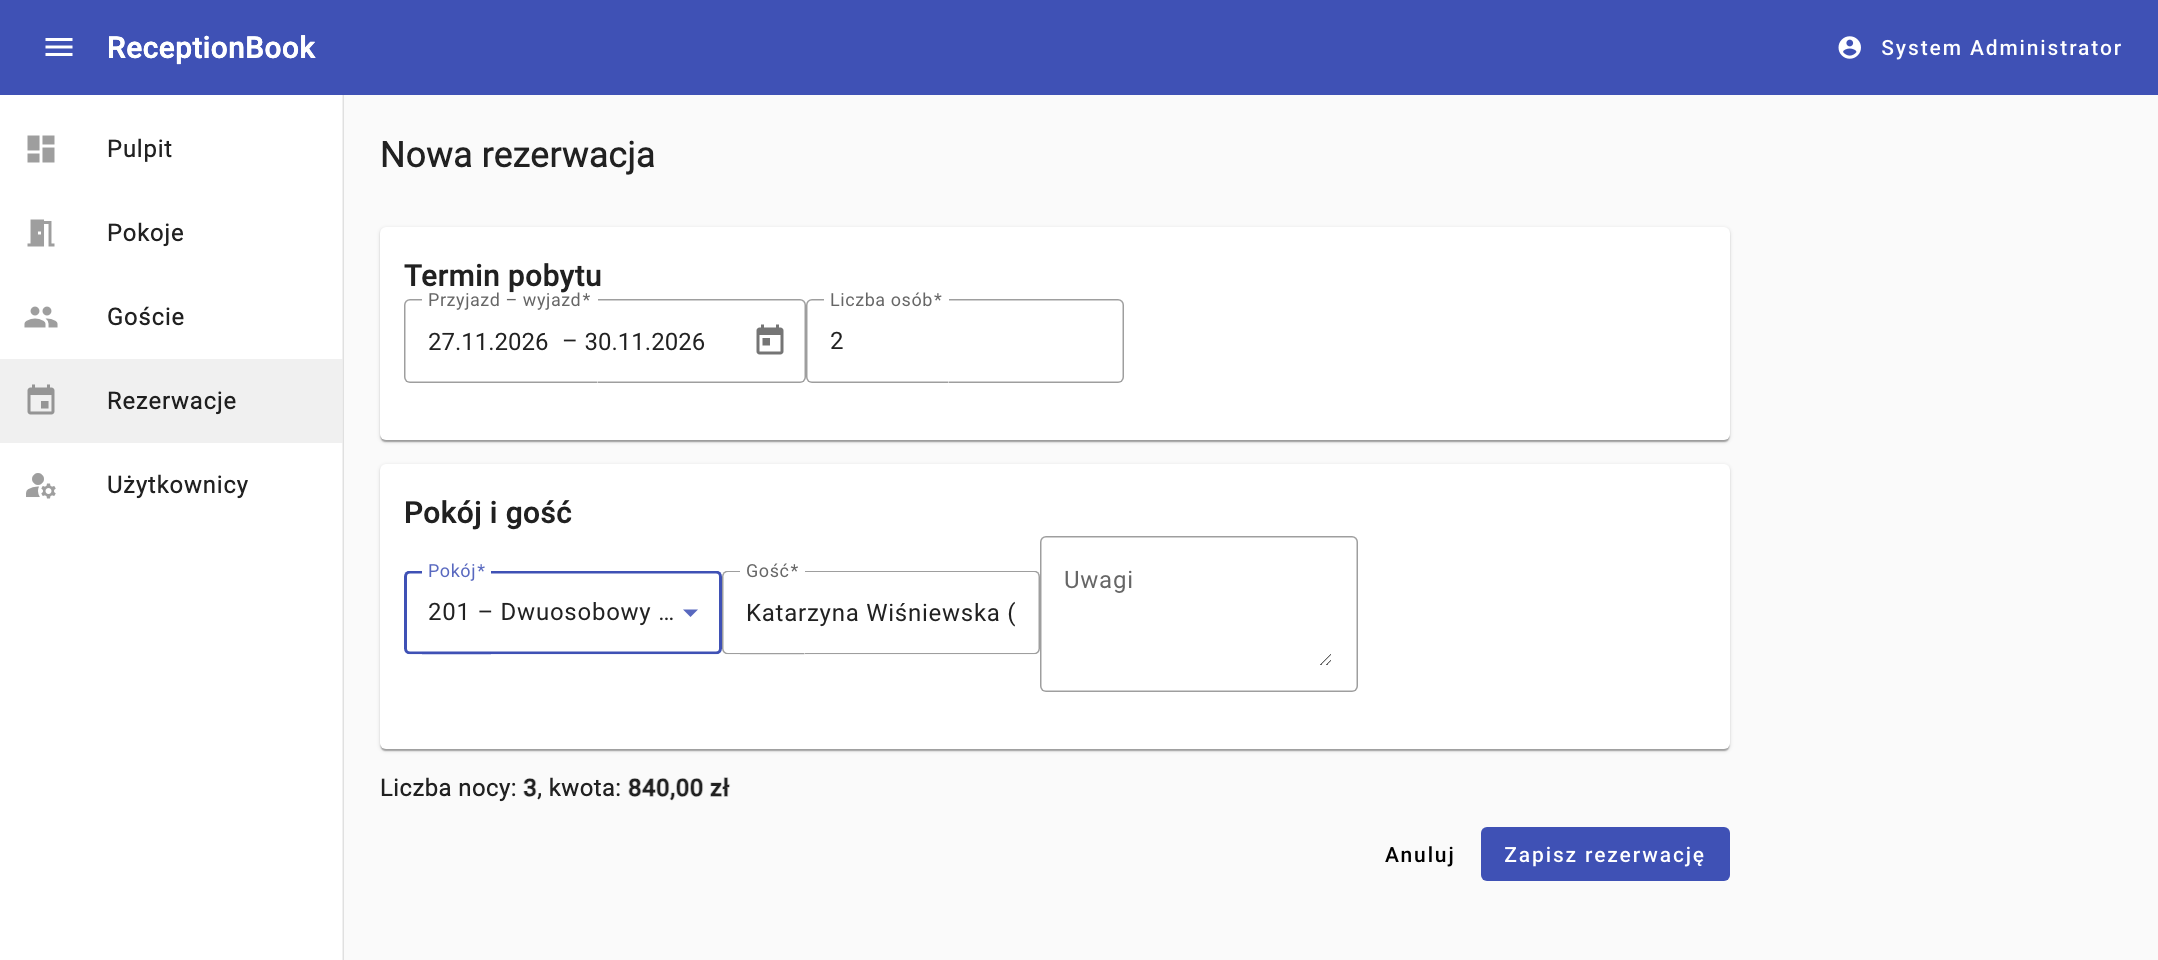 ReceptionBook
System Administrator
Pulpit
Pokoje
Goście
Rezerwacje
Użytkownicy
Nowa rezerwacja
Termin pobytu
Przyjazd – wyjazd*
27.11.2026 – 30.11.2026
Liczba osób*
2
Pokój i gość
Pokój*
201 – Dwuosobowy ...
Gość*
Katarzyna Wiśniewska (
Uwagi
Liczba nocy: 3, kwota: 840,00 zł
Anuluj
Zapisz rezerwację